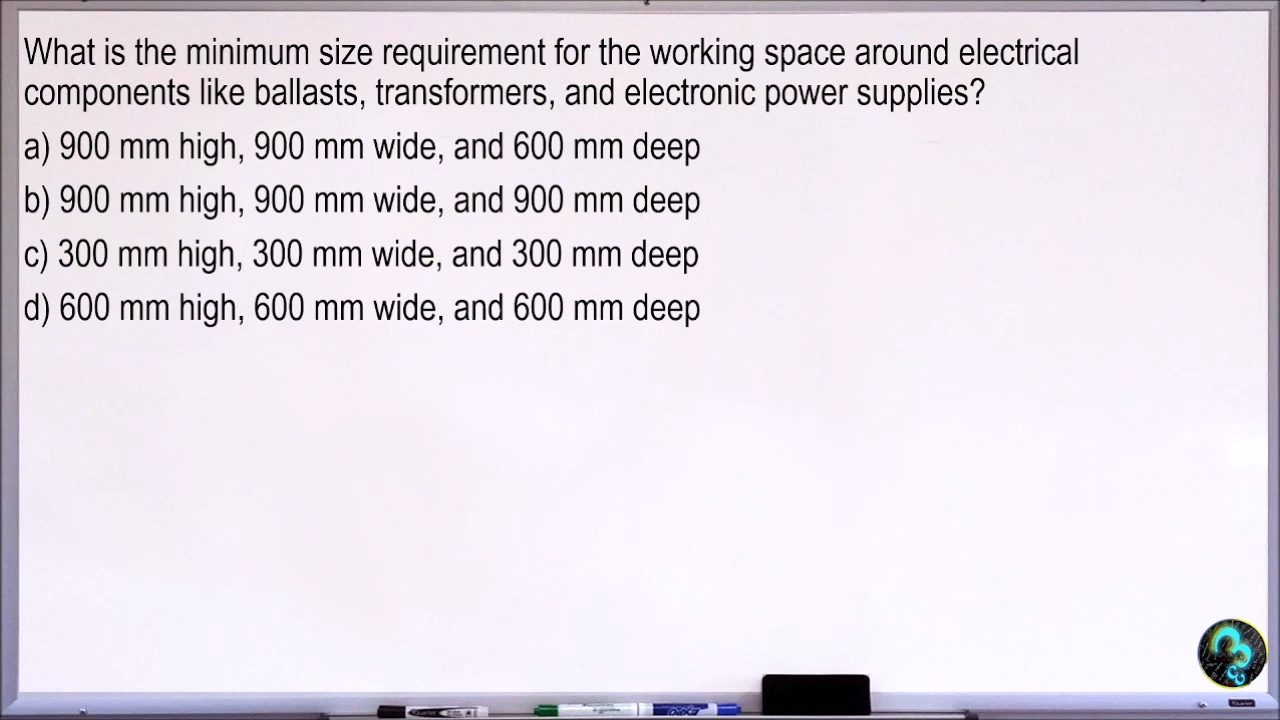 What is the minimum size requirement for the working space around electrical
components like ballasts, transformers, and electronic power supplies?
a) 900 mm high, 900 mm wide, and 600 mm deep
b) 900 mm high, 900 mm wide, and 900 mm deep
c) 300 mm high, 300 mm wide, and 300 mm deep
d) 600 mm high, 600 mm wide, and 600 mm deep